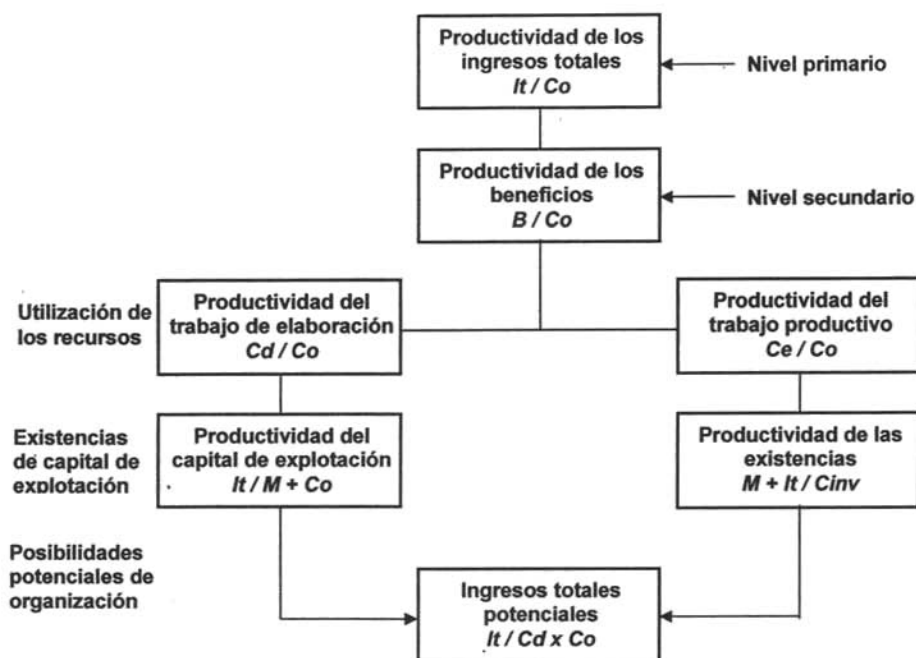 Productividad de los
ingresos totales
It / Co
Nivel primario
Productividad de los
beneficios
B / Co
Nivel secundario
Utilización de
los recursos
Productividad del
trabajo de elaboración
Cd / Co
Productividad del
trabajo productivo
Ce / Co
Existencias
de capital de
explotación
Productividad del
capital de explotación
It / M + Co
Productividad de las
existencias
M + It / Cinv
Posibilidades
potenciales de
organización
Ingresos totales
potenciales
It / Cd x Co